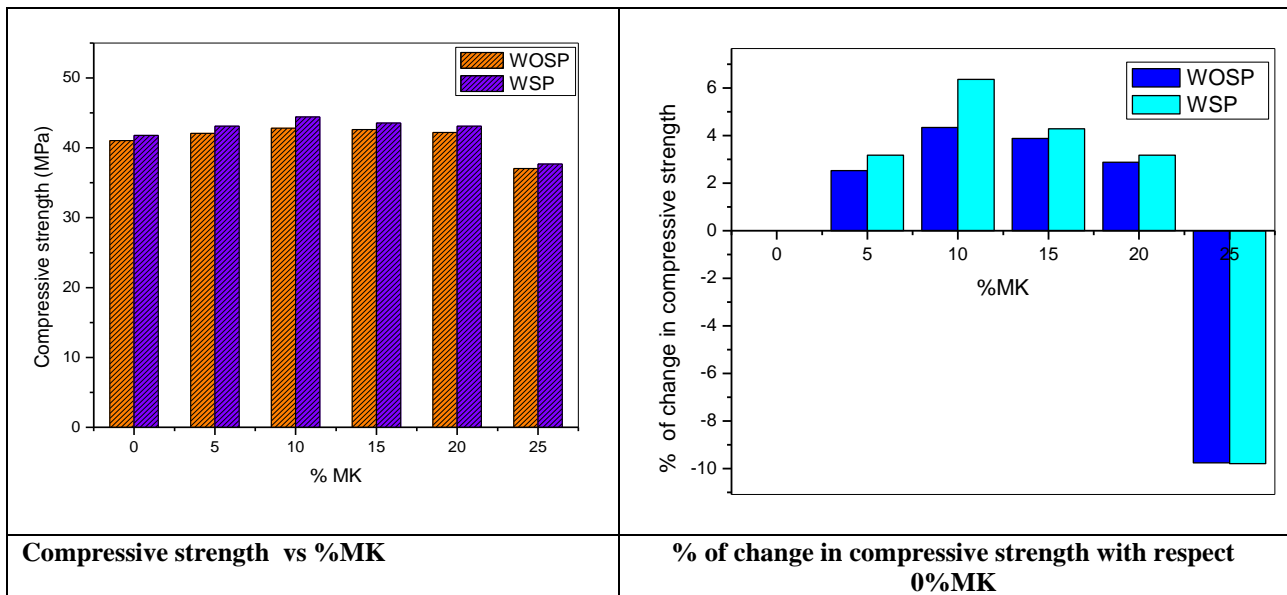 WOSP
WSP
50
40
30
20
10
0
Compressive strength (MPa)
0 5 10 15 20 25
% MK
WOSP
WSP
6
4
2
0
-2
-4
-6
-8
-10
% of change in compressive strength
0 5 10 15 20 25
%MK
Compressive strength vs %MK
% of change in compressive strength with respect
0%MK